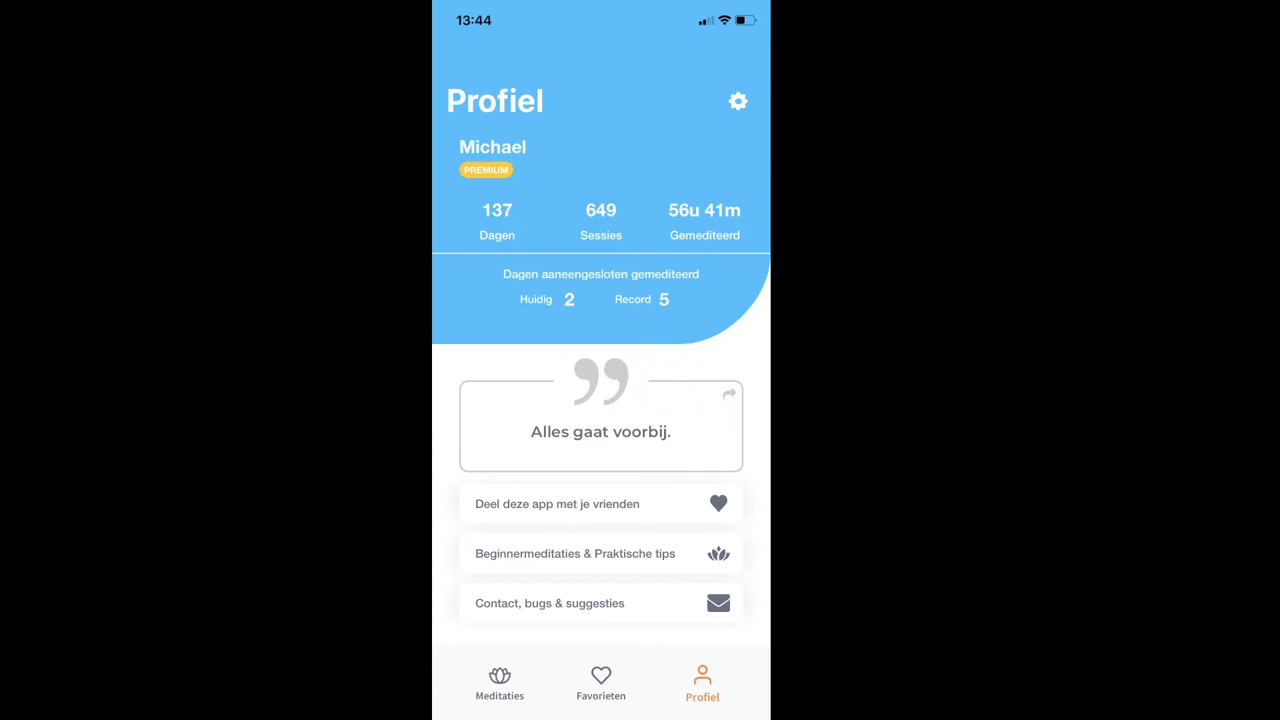 13:44
Profiel
Michael
PREMIUM
137 649 56u 41m
Dagen Sessies Gemediteerd
Dagen aaneengesloten gemediteerd
Huidig 2 Record 5
Alles gaat voorbij.
Deel deze app met je vrienden
Beginnermeditaties & Praktische tips
Contact, bugs & suggesties
Meditaties Favorieten Profiel